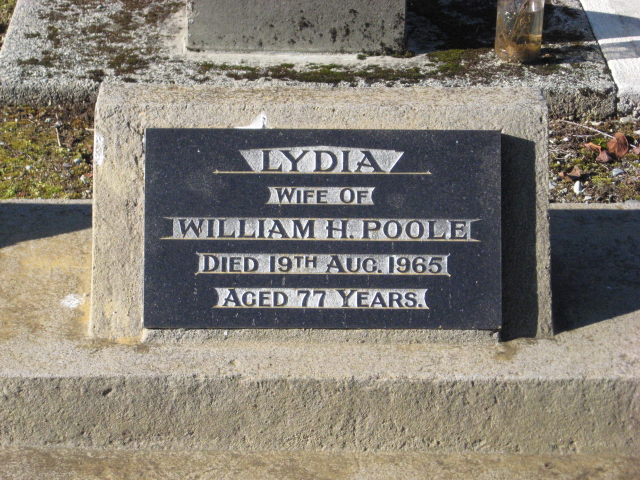 LYDIA
WIFE OF
WILLIAM H. POOLE
DIED 19TH AUG. 1965
AGED 77 YEARS.